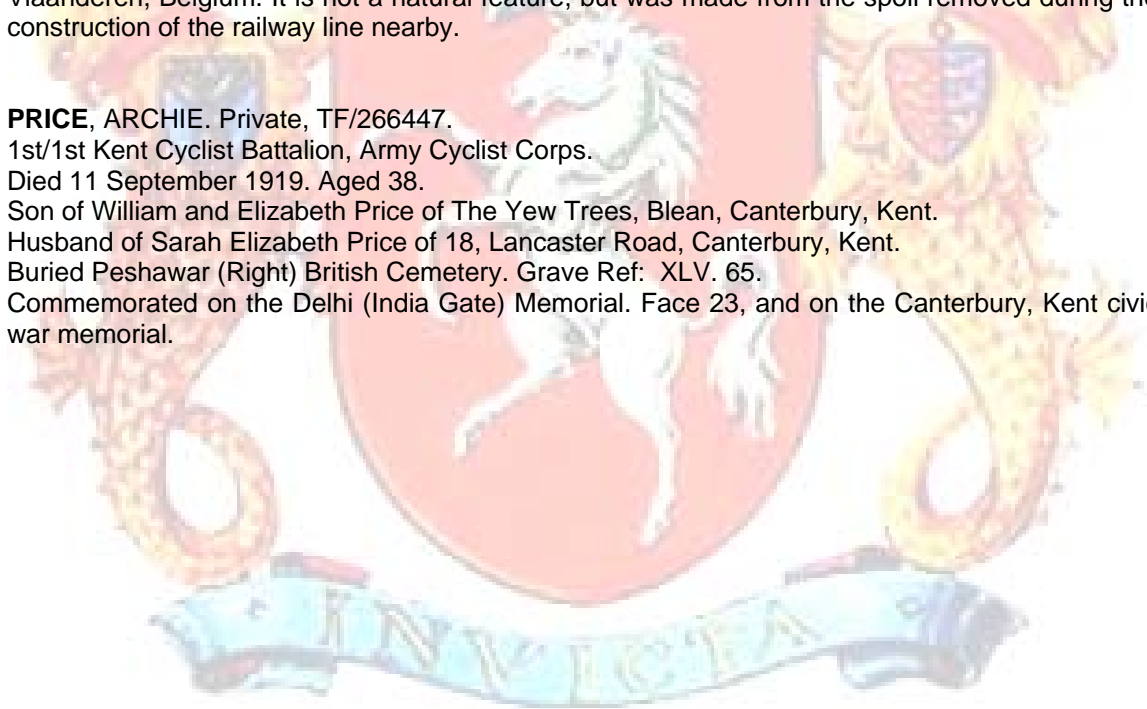 Vlaanderen, Belgium. It is not a natural feature, but was made from the spoil removed during the
construction of the railway line nearby.
PRICE, ARCHIE. Private, TF/266447.
1st/1st Kent Cyclist Battalion, Army Cyclist Corps.
Died 11 September 1919. Aged 38.
Son of William and Elizabeth Price of The Yew Trees, Blean, Canterbury, Kent.
Husband of Sarah Elizabeth Price of 18, Lancaster Road, Canterbury, Kent.
Buried Peshawar (Right) British Cemetery. Grave Ref: XLV. 65.
Commemorated on the Delhi (India Gate) Memorial. Face 23, and on the Canterbury, Kent civic
war memorial.
INVICTA